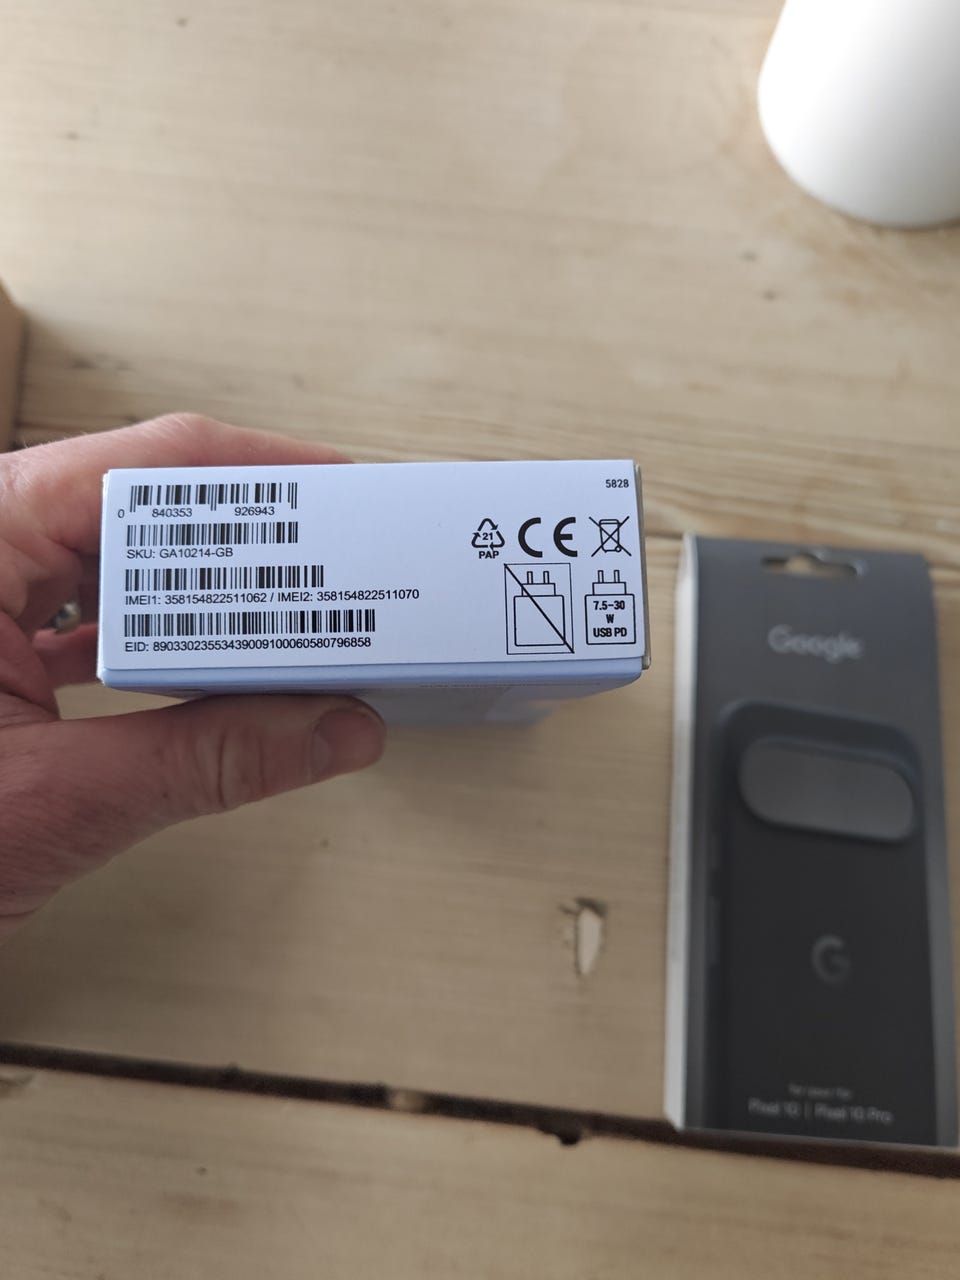 5828
0 840353 926943
SKU: GA10214-GB
IMEI1: 358154822511062 / IMEI2: 358154822511070
EID: 89033023553439009100060580796858
21
PAP
CE
7.5–30
W
USB PD
Google
G
Pixel 10 | Pixel 10 Pro